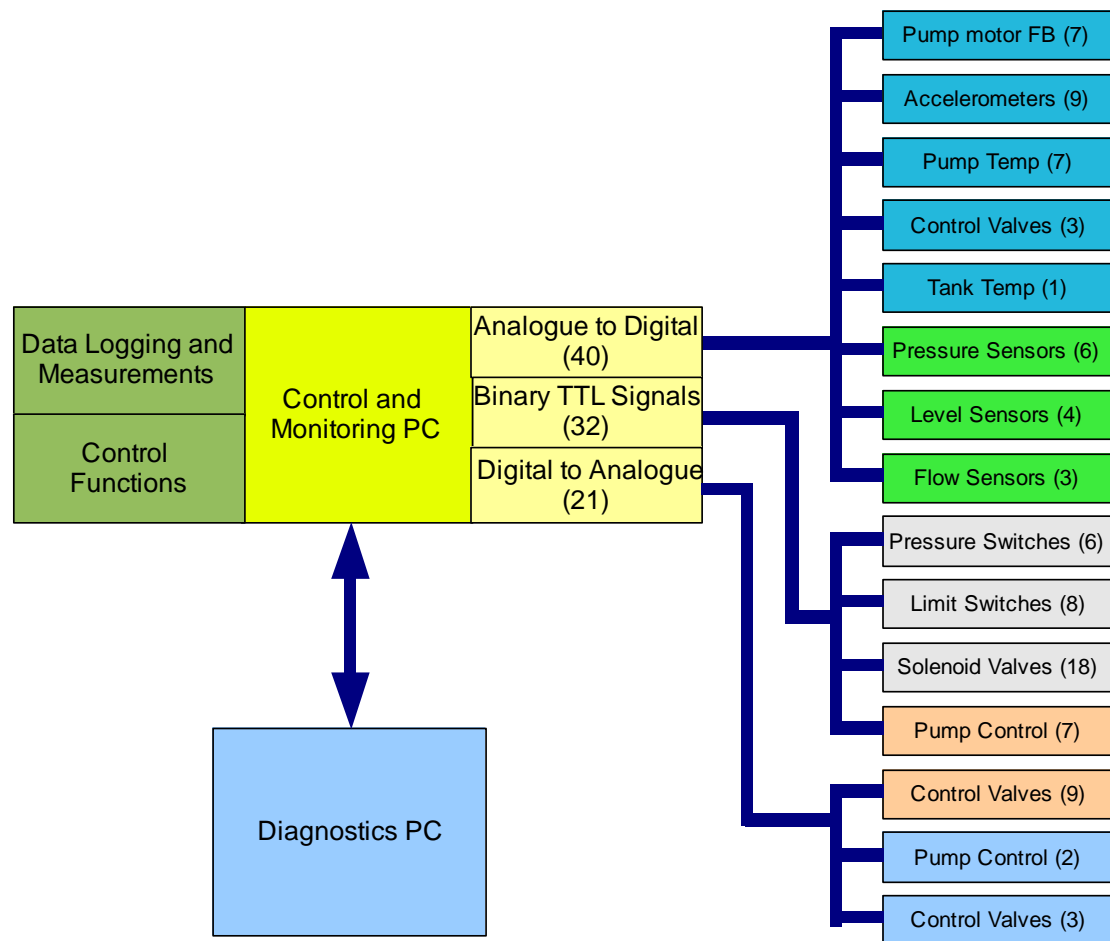 Pump motor FB (7)
Accelerometers (9)
Pump Temp (7)
Control Valves (3)
Tank Temp (1)
Pressure Sensors (6)
Level Sensors (4)
Flow Sensors (3)
Pressure Switches (6)
Limit Switches (8)
Solenoid Valves (18)
Pump Control (7)
Control Valves (9)
Pump Control (2)
Control Valves (3)
Data Logging and
Measurements
Control
Functions
Control and
Monitoring PC
Analogue to Digital
(40)
Binary TTL Signals
(32)
Digital to Analogue
(21)
Diagnostics PC